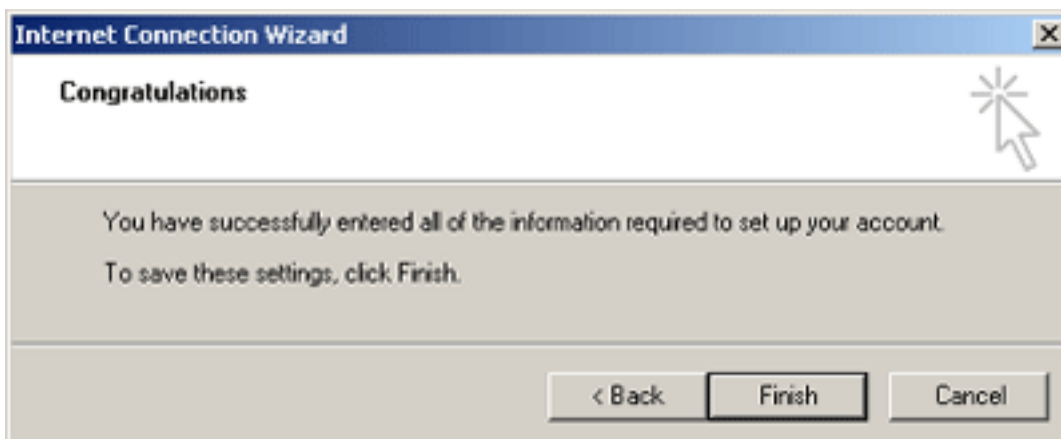 Internet Connection Wizard
Congratulations
You have successfully entered all of the information required to set up your account.
To save these settings, click Finish.
< Back Finish Cancel